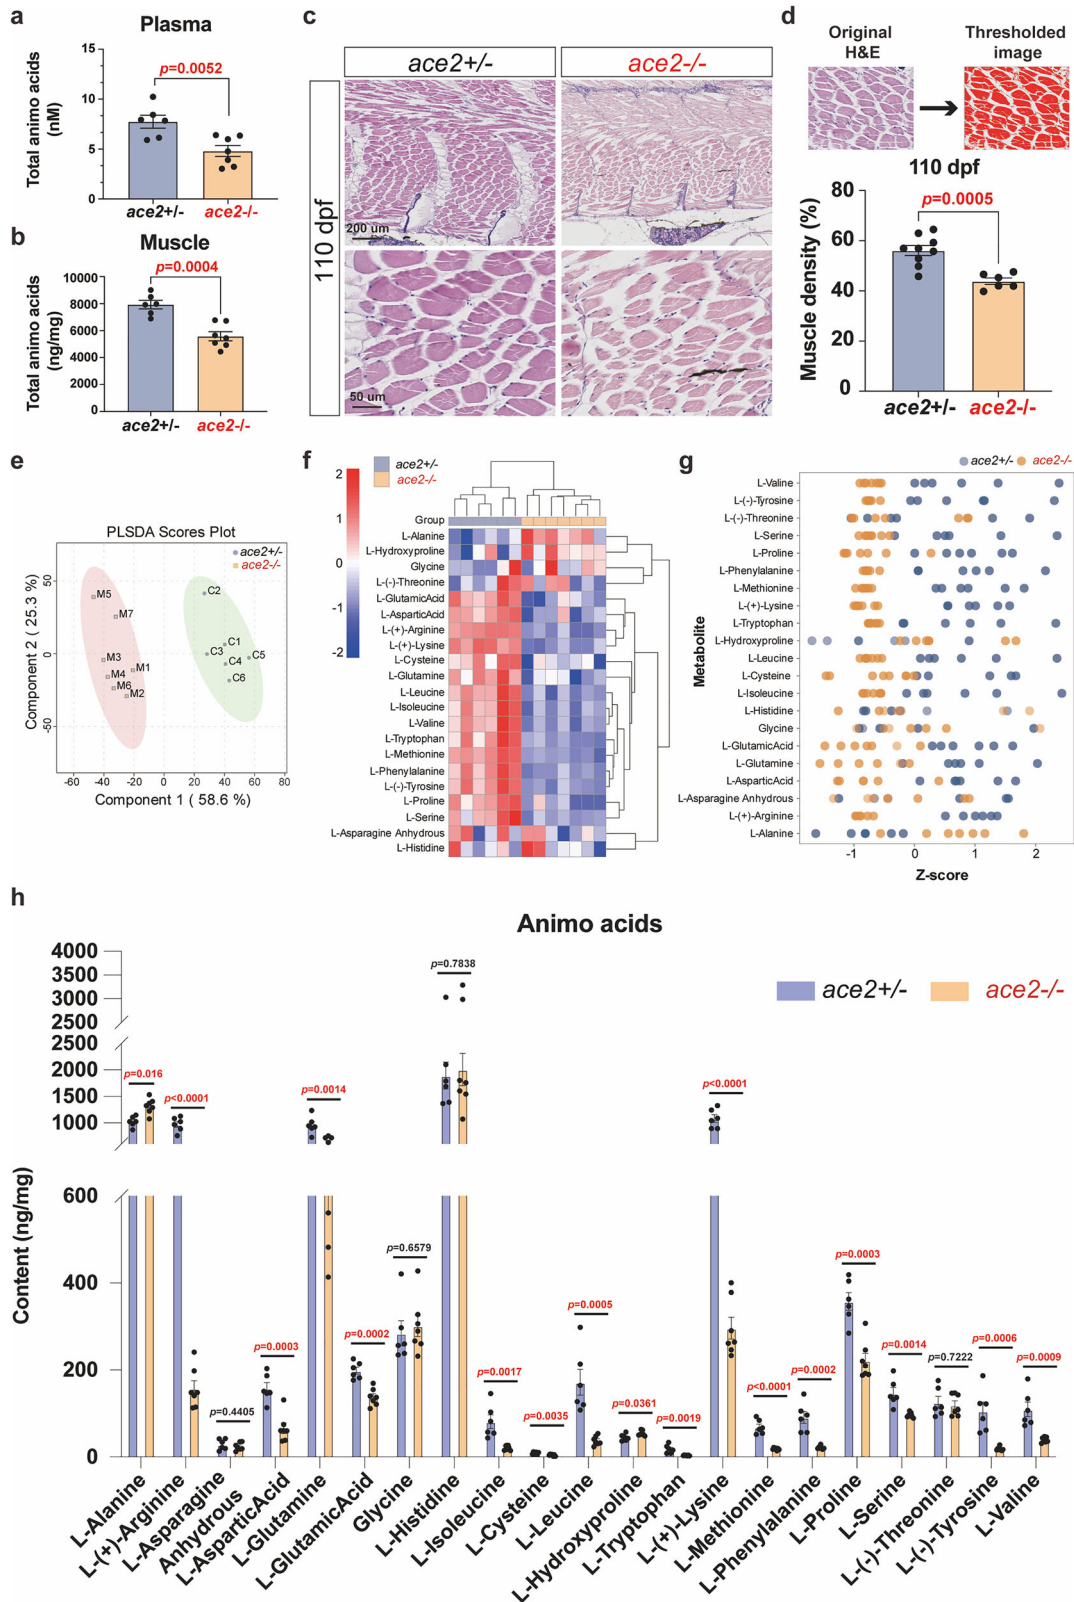 a
Plasma
Total animo acids
(nM)
15
10
5
0
p=0.0052
ace2+/-
ace2-/-
b
Muscle
Total animo acids
(ng/mg)
10000
8000
6000
4000
2000
0
p=0.0004
ace2+/-
ace2-/-
c
ace2+/-
ace2-/-
110 dpf
200 um
50 um
d
Original
H&E
Thresholded
image
110 dpf
Muscle density (%)
80
60
40
20
0
p=0.0005
ace2+/-
ace2-/-
e
PLSDA Scores Plot
ace2+/-
ace2-/-
Component 2 ( 25.3 %)
50
0
-50
M5
M7
M3
M1
M4
M6
M2
C2
C1
C3
C4
C5
C6
-60
-40
-20
0
20
40
60
80
Component 1 ( 58.6 %)
f
2
1
0
-1
-2
ace2+/-
ace2-/-
Group
L-Alanine
L-Hydroxyproline
Glycine
L-(-)-Threonine
L-GlutamicAcid
L-AsparticAcid
L-(+)-Arginine
L-(+)-Lysine
L-Cysteine
L-Glutamine
L-Leucine
L-Isoleucine
L-Valine
L-Tryptophan
L-Methionine
L-Phenylalanine
L-(-)-Tyrosine
L-Proline
L-Serine
L-Asparagine Anhydrous
L-Histidine
g
ace2+/-
ace2-/-
Metabolite
L-Valine
L-(-)-Tyrosine
L-(-)-Threonine
L-Serine
L-Proline
L-Phenylalanine
L-Methionine
L-(+)-Lysine
L-Tryptophan
L-Hydroxyproline
L-Leucine
L-Cysteine
L-Isoleucine
L-Histidine
Glycine
L-GlutamicAcid
L-Glutamine
L-AsparticAcid
L-Asparagine Anhydrous
L-(+)-Arginine
L-Alanine
-1
0
1
2
Z-score
h
Animo acids
ace2+/-
ace2-/-
Content (ng/mg)
4000
3500
3000
2500
2500
2000
1500
1000
600
400
200
0
p=0.016
p<0.0001
p=0.4405
p=0.0003
p=0.0014
p=0.0002
p=0.6579
p=0.7838
p=0.0017
p=0.0035
p=0.0005
p=0.0361
p=0.0019
p<0.0001
p<0.0001
p=0.0002
p=0.0003
p=0.0014
p=0.7222
p=0.0006
p=0.0009
L-Alanine
L-(+)-Arginine
L-Asparagine
Anhydrous
L-AsparticAcid
L-Glutamine
L-GlutamicAcid
Glycine
L-Histidine
L-Isoleucine
L-Cysteine
L-Leucine
L-Hydroxyproline
L-Tryptophan
L-(+)-Lysine
L-Methionine
L-Phenylalanine
L-Proline
L-Serine
L-(-)-Threonine
L-(-)-Tyrosine
L-Valine